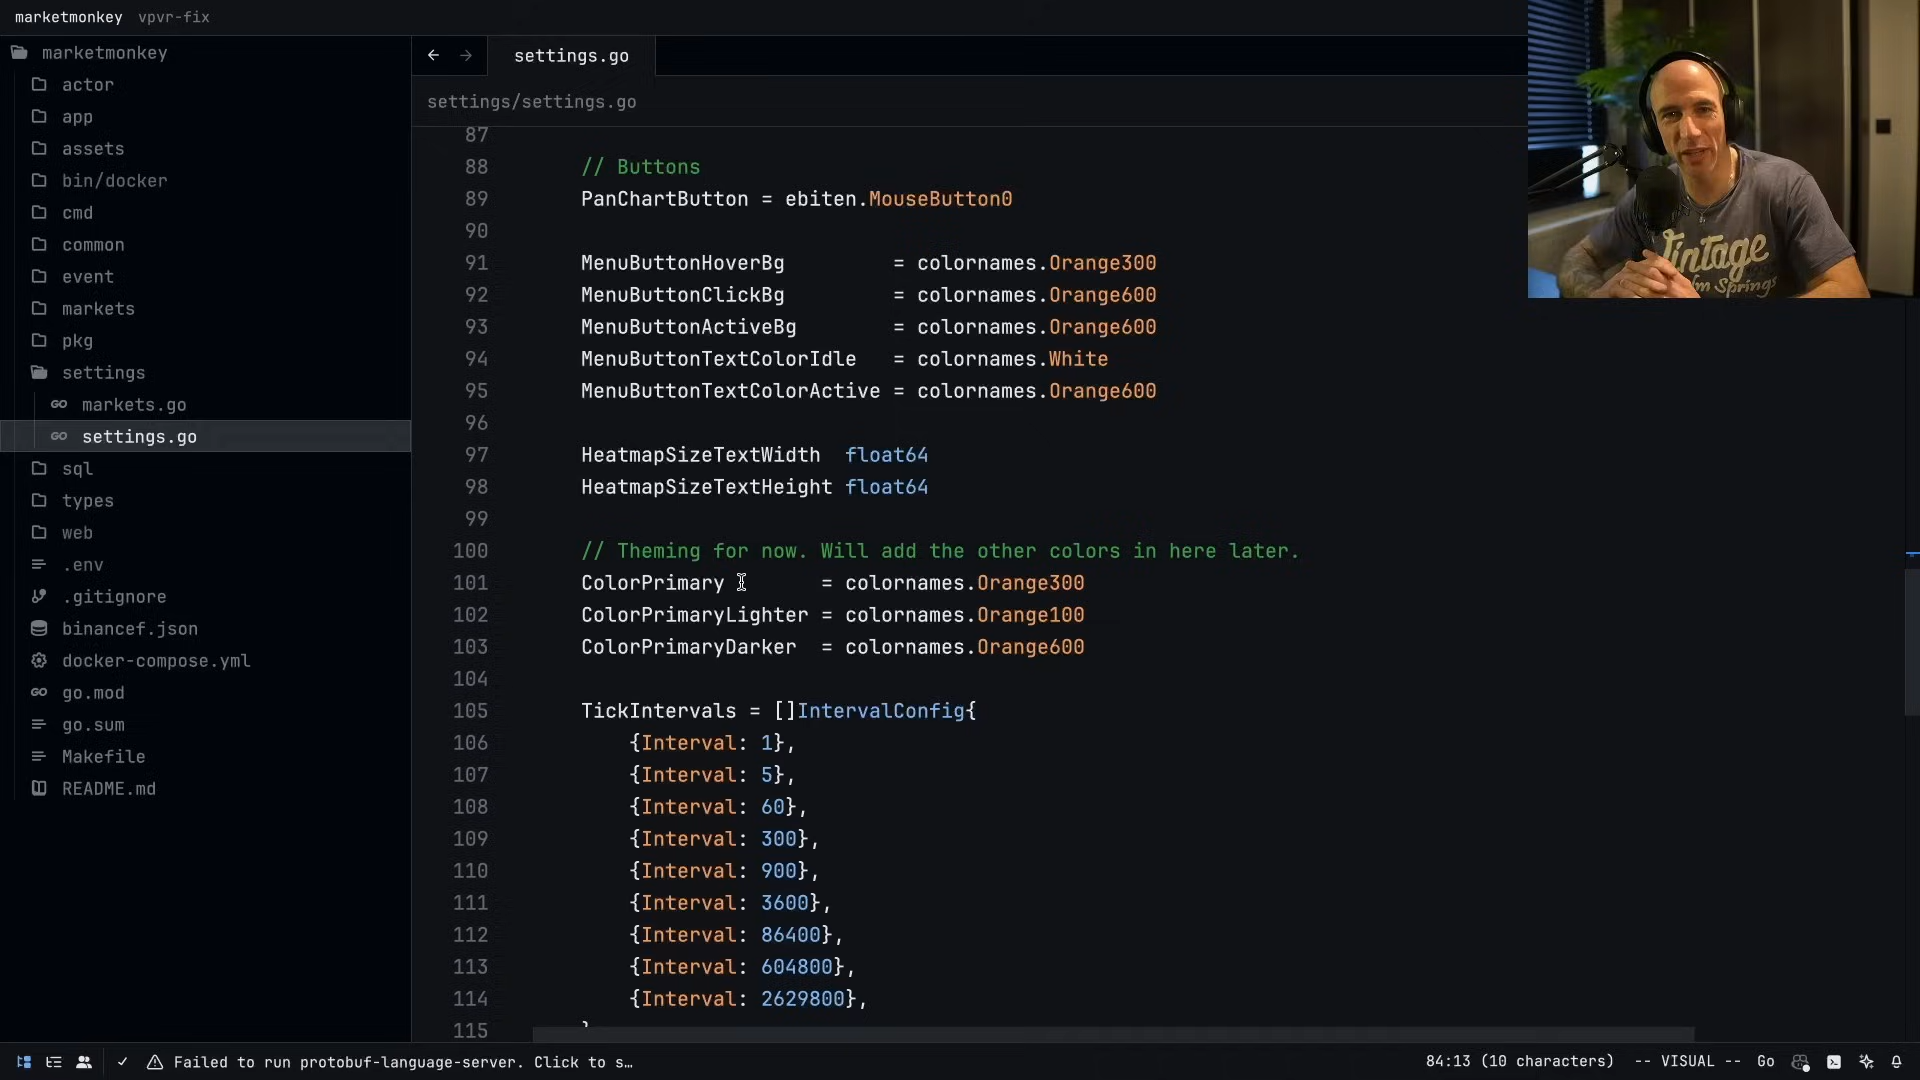 marketmonkey vpvr-fix
marketmonkey
actor
app
assets
bin/docker
cmd
common
event
markets
pkg
settings
markets.go
settings.go
sql
types
web
.env
.gitignore
binancef.json
docker-compose.yml
go.mod
go.sum
Makefile
README.md
settings.go
settings/settings.go
87
88 // Buttons
89 PanChartButton = ebiten.MouseButton0
90
91 MenuButtonHoverBg = colornames.Orange300
92 MenuButtonClickBg = colornames.Orange600
93 MenuButtonActiveBg = colornames.Orange600
94 MenuButtonTextColorIdle = colornames.White
95 MenuButtonTextColorActive = colornames.Orange600
96
97 HeatmapSizeTextWidth float64
98 HeatmapSizeTextHeight float64
99
100 // Theming for now. Will add the other colors in here later.
101 ColorPrimary = colornames.Orange300
102 ColorPrimaryLighter = colornames.Orange100
103 ColorPrimaryDarker = colornames.Orange600
104
105 TickIntervals = []IntervalConfig{
106 {Interval: 1},
107 {Interval: 5},
108 {Interval: 60},
109 {Interval: 300},
110 {Interval: 900},
111 {Interval: 3600},
112 {Interval: 86400},
113 {Interval: 604800},
114 {Interval: 2629800},
115 }
Vintage
Palm Springs
Failed to run protobuf-language-server. Click to s…
84:13 (10 characters) -- VISUAL -- Go